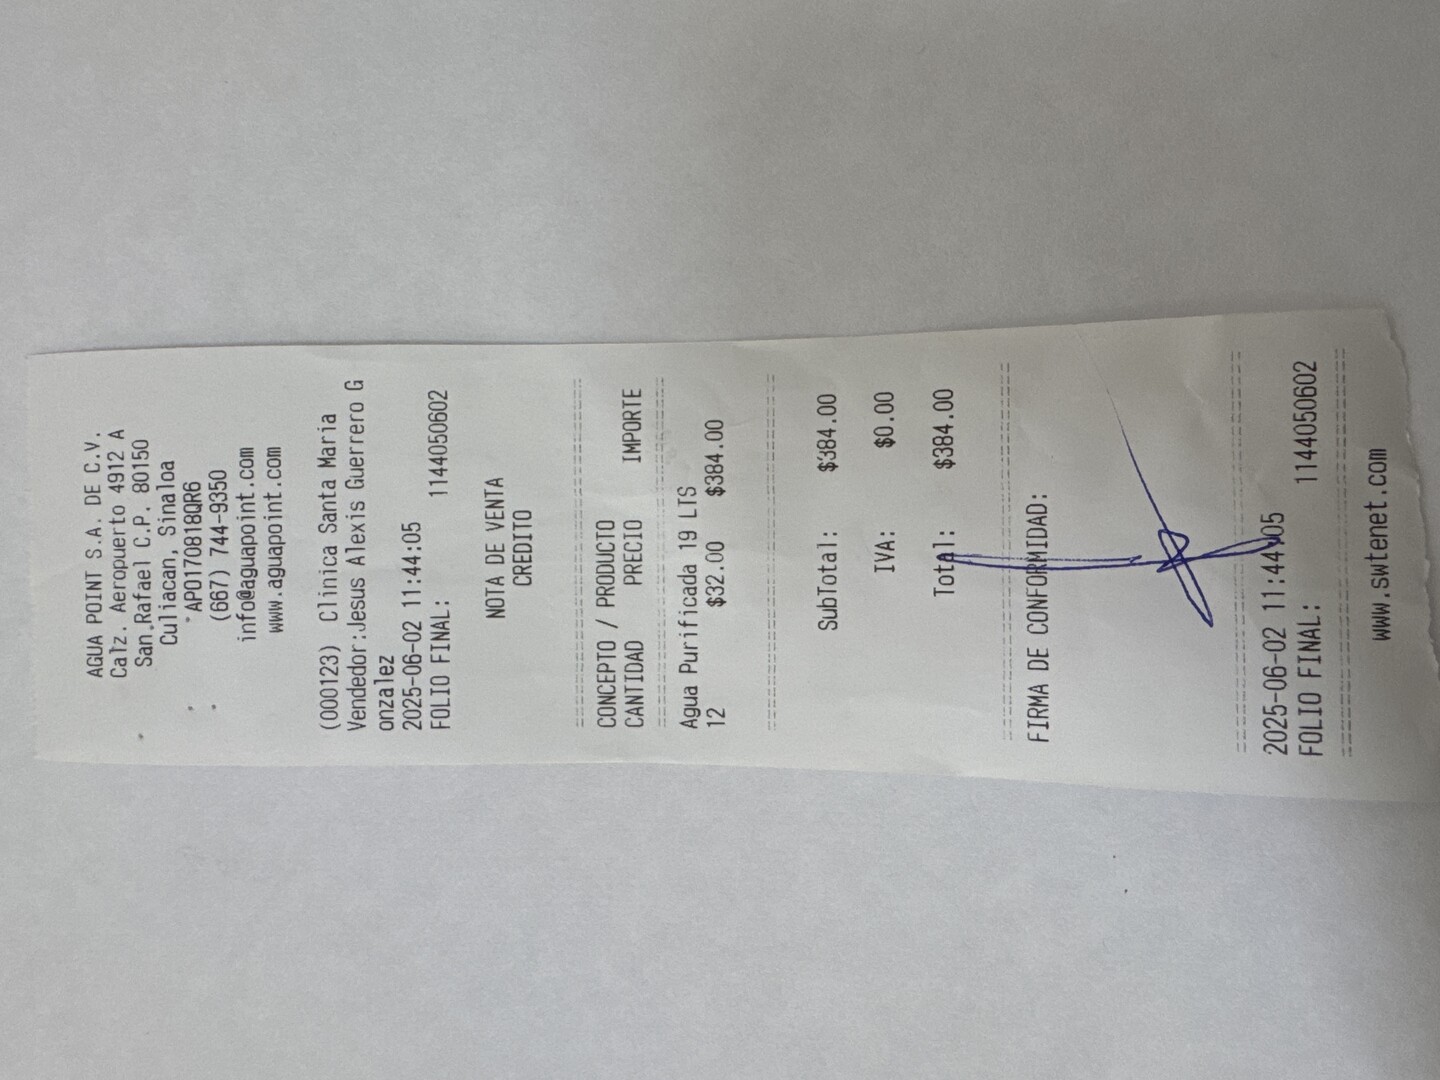 AGUA POINT S.A. DE C.V.
Calz. Aeropuerto 4912 A
San Rafael C.P. 80150
Culiacan, Sinaloa
APO170818QR6
(667) 744-9350
info@aguapoint.com
www.aguapoint.com
(000123) Clinica Santa Maria
Vendedor:Jesus Alexis Guerrero G
onzalez
2025-06-02 11:44:05
FOLIO FINAL: 1144050602
NOTA DE VENTA
CREDITO
CONCEPTO / PRODUCTO
CANTIDAD PRECIO IMPORTE
Agua Purificada 19 LTS
12 $32.00 $384.00
SubTotal: $384.00
IVA: $0.00
Total: $384.00
FIRMA DE CONFORMIDAD:
2025-06-02 11:44:05
FOLIO FINAL: 1144050602
www.swtenet.com